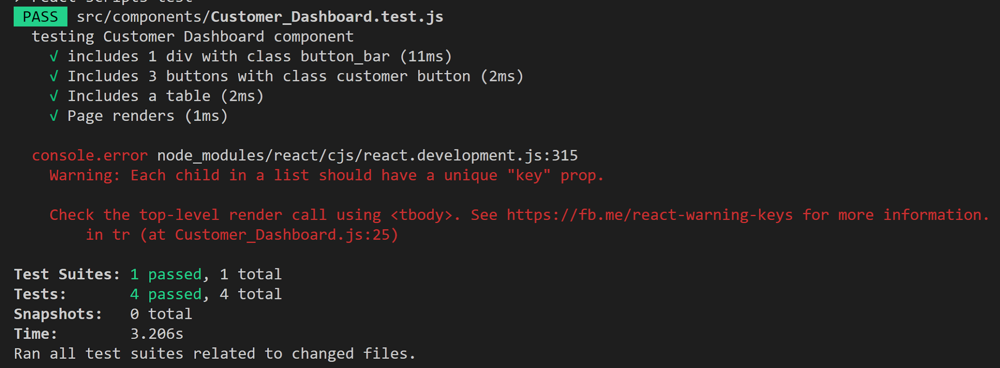 > react-scripts test
PASS src/components/Customer_Dashboard.test.js
testing Customer Dashboard component
√ includes 1 div with class button_bar (11ms)
√ Includes 3 buttons with class customer button (2ms)
√ Includes a table (2ms)
√ Page renders (1ms)
console.error node_modules/react/cjs/react.development.js:315
Warning: Each child in a list should have a unique "key" prop.
Check the top-level render call using <tbody>. See https://fb.me/react-warning-keys for more information.
in tr (at Customer_Dashboard.js:25)
Test Suites: 1 passed, 1 total
Tests: 4 passed, 4 total
Snapshots: 0 total
Time: 3.206s
Ran all test suites related to changed files.